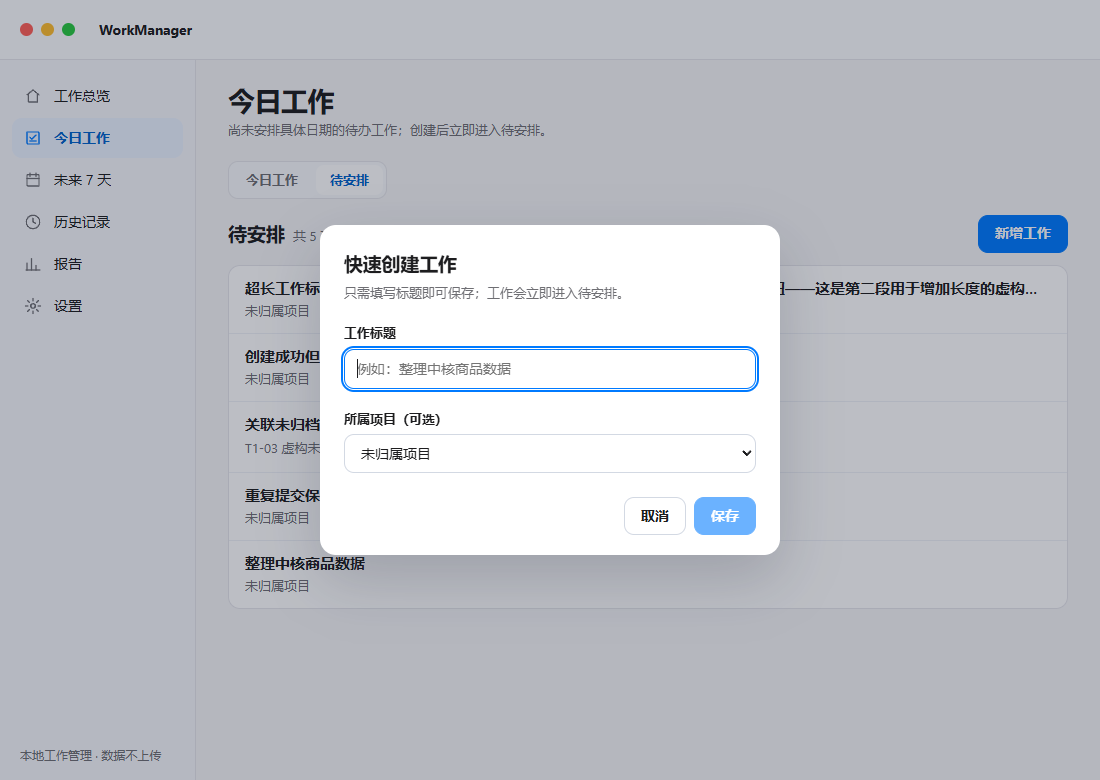 WorkManager
工作总览
今日工作
未来 7 天
历史记录
报告
设置
本地工作管理 · 数据不上传
今日工作
尚未安排具体日期的待办工作；创建后立即进入待安排。
今日工作
待安排
待安排 共 5
新增工作
超长工作标
——这是第二段用于增加长度的虚构...
未归属项目
创建成功但
未归属项目
关联未归档
T1-03 虚构未
重复提交保
未归属项目
整理中核商品数据
未归属项目
快速创建工作
只需填写标题即可保存；工作会立即进入待安排。
工作标题
例如：整理中核商品数据
所属项目（可选）
未归属项目
取消
保存